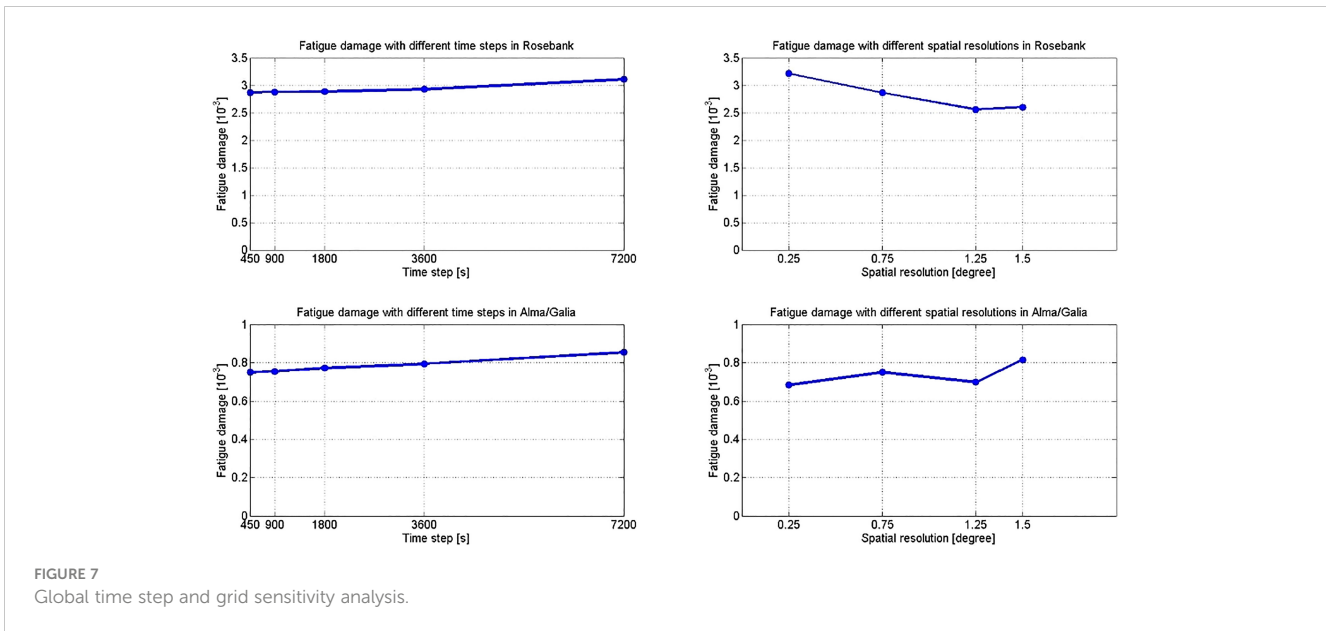 Fatigue damage with different time steps in Rosebank
Fatigue damage [10^-3]
3.5
3
2.5
2
1.5
1
0.5
0
450 900 1800 3600 7200
Time step [s]
Fatigue damage with different spatial resolutions in Rosebank
Fatigue damage [10^-3]
3.5
3
2.5
2
1.5
1
0.5
0
0.25 0.75 1.25 1.5
Spatial resolution [degree]
Fatigue damage with different time steps in Alma/Galia
Fatigue damage [10^-3]
1
0.8
0.6
0.4
0.2
0
450 900 1800 3600 7200
Time step [s]
Fatigue damage with different spatial resolutions in Alma/Galia
Fatigue damage [10^-3]
1
0.8
0.6
0.4
0.2
0
0.25 0.75 1.25 1.5
Spatial resolution [degree]
FIGURE 7
Global time step and grid sensitivity analysis.